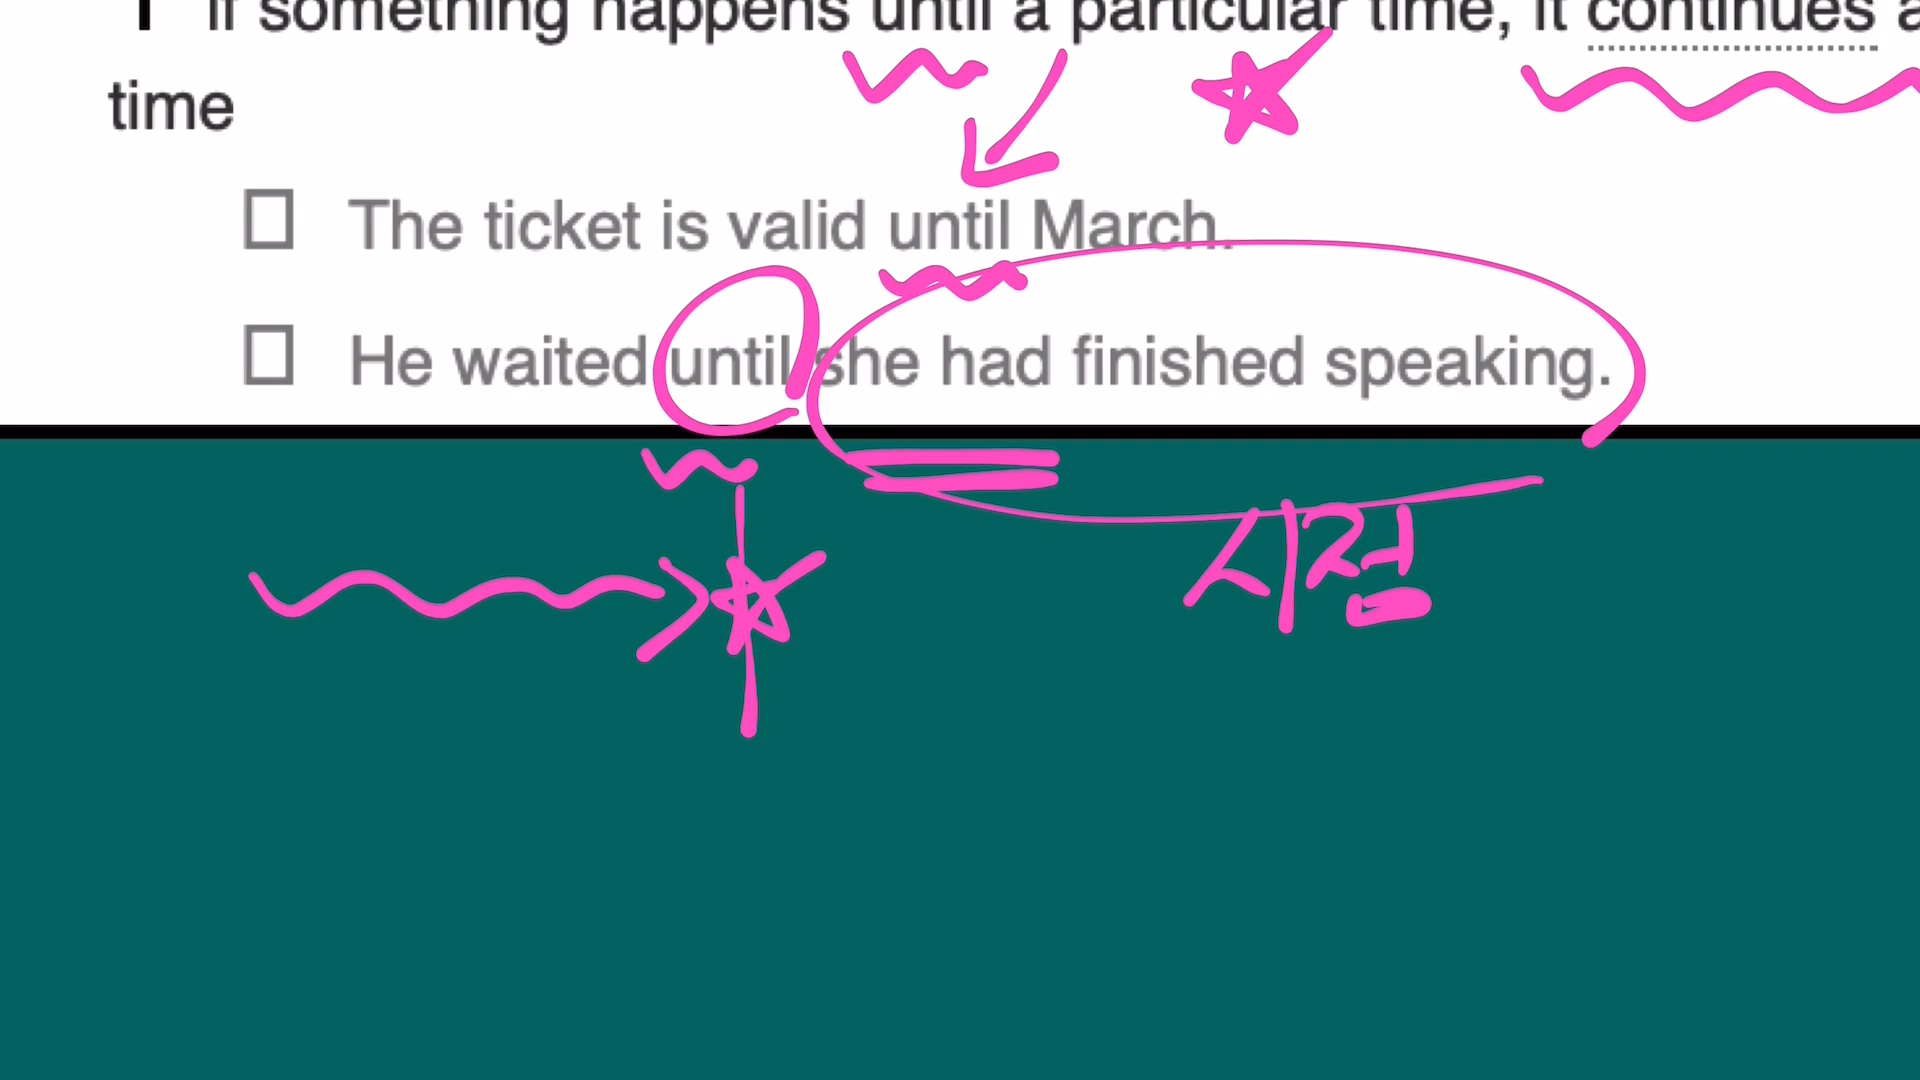 1 If something happens until a particular time, it continues a
time
The ticket is valid until March.
He waited until she had finished speaking.
시점